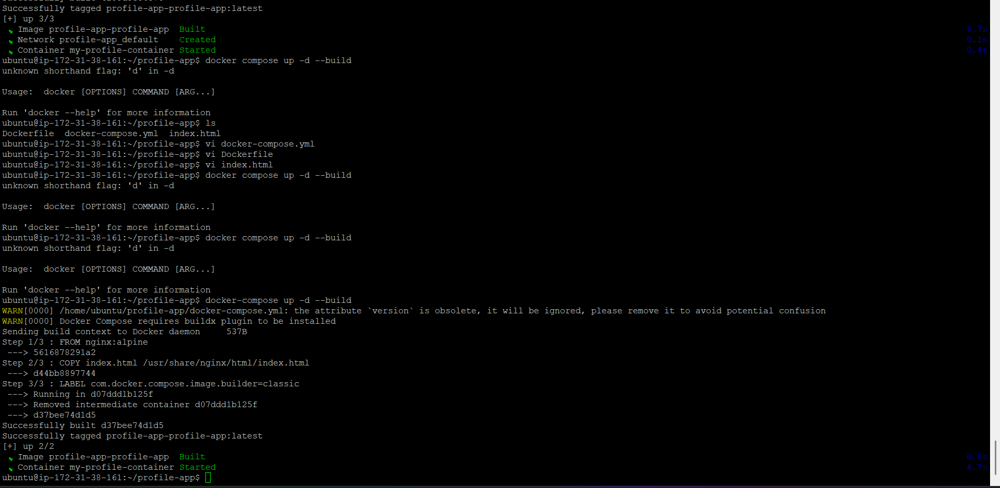 Successfully tagged profile-app-profile-app:latest
[+] up 3/3
Image profile-app-profile-app Built 6.7s
Network profile-app_default Created 0.1s
Container my-profile-container Started 0.4s
ubuntu@ip-172-31-38-161:~/profile-app$ docker compose up -d --build
unknown shorthand flag: 'd' in -d
Usage:  docker [OPTIONS] COMMAND [ARG...]
Run 'docker --help' for more information
ubuntu@ip-172-31-38-161:~/profile-app$ ls
Dockerfile  docker-compose.yml  index.html
ubuntu@ip-172-31-38-161:~/profile-app$ vi docker-compose.yml
ubuntu@ip-172-31-38-161:~/profile-app$ vi Dockerfile
ubuntu@ip-172-31-38-161:~/profile-app$ vi index.html
ubuntu@ip-172-31-38-161:~/profile-app$ docker compose up -d --build
unknown shorthand flag: 'd' in -d
Usage:  docker [OPTIONS] COMMAND [ARG...]
Run 'docker --help' for more information
ubuntu@ip-172-31-38-161:~/profile-app$ docker compose up -d --build
unknown shorthand flag: 'd' in -d
Usage:  docker [OPTIONS] COMMAND [ARG...]
Run 'docker --help' for more information
ubuntu@ip-172-31-38-161:~/profile-app$ docker-compose up -d --build
WARN[0000] /home/ubuntu/profile-app/docker-compose.yml: the attribute `version` is obsolete, it will be ignored, please remove it to avoid potential confusion
WARN[0000] Docker Compose requires buildx plugin to be installed
Sending build context to Docker daemon     537B
Step 1/3 : FROM nginx:alpine
---> 5616878291a2
Step 2/3 : COPY index.html /usr/share/nginx/html/index.html
---> d44bb8897744
Step 3/3 : LABEL com.docker.compose.image.builder=classic
---> Running in d07ddd1b125f
---> Removed intermediate container d07ddd1b125f
---> d37bee74d1d5
Successfully built d37bee74d1d5
Successfully tagged profile-app-profile-app:latest
[+] up 2/2
Image profile-app-profile-app Built
Container my-profile-container Started 4.7s
ubuntu@ip-172-31-38-161:~/profile-app$